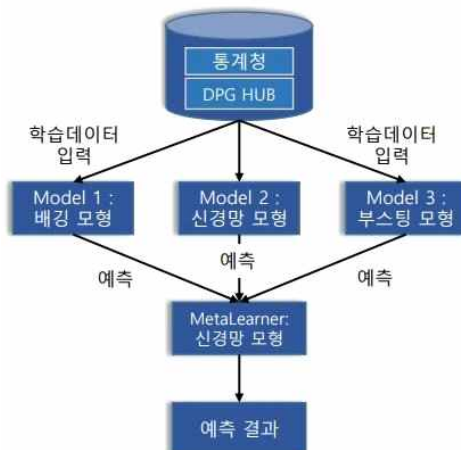 통계청
DPG HUB
학습데이터
입력
학습데이터
입력
Model 1 :
배깅 모형
Model 2 :
신경망 모형
Model 3 :
부스팅 모형
예측
예측
예측
MetaLearner:
신경망 모형
예측 결과